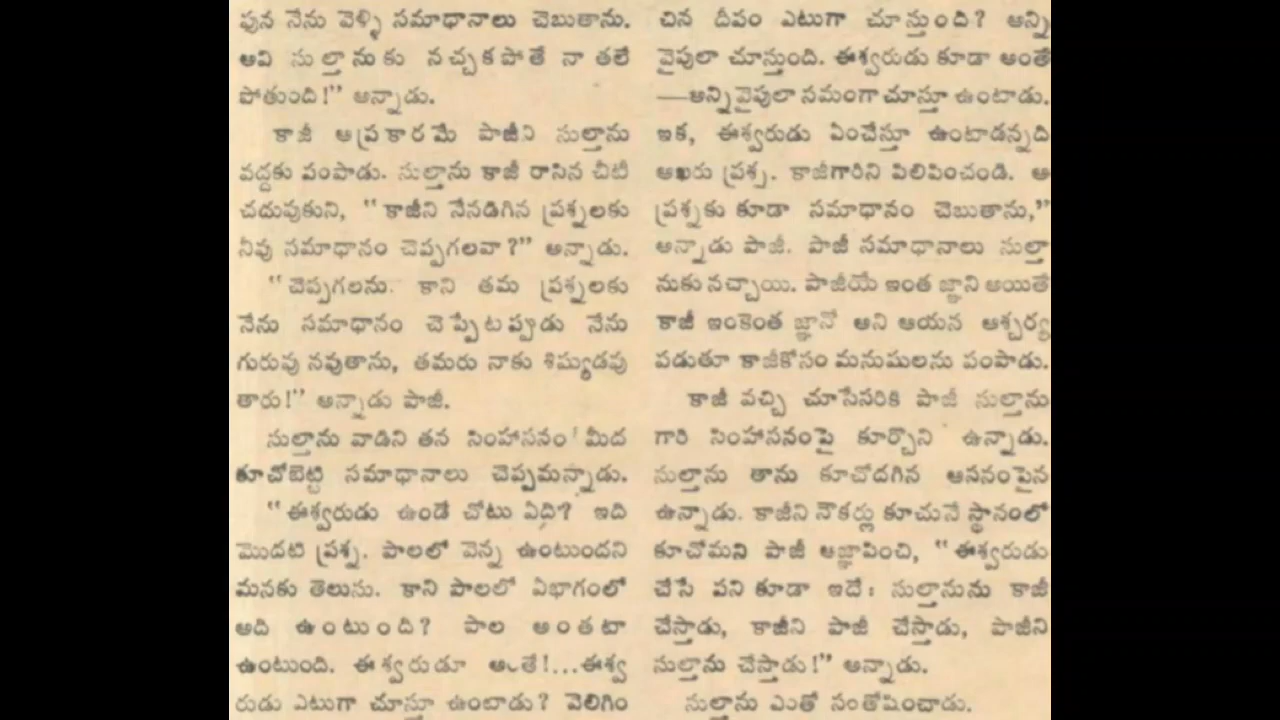 పున నేను వెళ్ళి సమాధానాలు చెబుతాను.
అవి సుల్తానుకు నచ్చకపోతే నా తలే
పోతుంది!” అన్నాడు.
కాజీ ఆప్రకారమే పాజీని సుల్తాను
వద్దకు పంపాడు. సుల్తాను కాజీ రాసిన చీటీ
చదువుకుని, “కాజీని నేనడిగిన ప్రశ్నలకు
నీవు సమాధానం చెప్పగలవా?” అన్నాడు.
“చెప్పగలను. కాని తమ ప్రశ్నలకు
నేను సమాధానం చెప్పేటప్పుడు నేను
గురువు నవుతాను, తమరు నాకు శిష్యుడవు
తారు!” అన్నాడు పాజీ.
సుల్తాను వాడిని తన సింహాసనం మీద
కూచోబెట్టి సమాధానాలు చెప్పమన్నాడు.
“ఈశ్వరుడు ఉండే చోటు ఏది? ఇది
మొదటి ప్రశ్న. పాలలో వెన్న ఉంటుందని
మనకు తెలుసు. కాని పాలలో ఏభాగంలో
అది ఉంటుంది? పాల అంతటా
ఉంటుంది. ఈశ్వరుడూ అంతే!...ఈశ్వ
రుడు ఎటుగా చూస్తూ ఉంటాడు? వెలిగిం
చిన దీపం ఎటుగా చూస్తుంది? అన్ని
వైపులా చూస్తుంది. ఈశ్వరుడు కూడా అంతే
—అన్నివైపులా సమంగా చూస్తూ ఉంటాడు.
ఇక, ఈశ్వరుడు ఏంచేస్తూ ఉంటాడన్నది
ఆఖరు ప్రశ్న. కాజీగారిని పిలిపించండి. ఆ
ప్రశ్నకు కూడా సమాధానం చెబుతాను,”
అన్నాడు పాజీ. పాజీ సమాధానాలు సుల్తా
నుకు నచ్చాయి. పాజీయే ఇంత జ్ఞాని అయితే
కాజీ ఇంకెంత జ్ఞానో అని ఆయన ఆశ్చర్య
పడుతూ కాజీకోసం మనుషులను పంపాడు.
కాజీ వచ్చి చూసేసరికి పాజీ సుల్తాను
గారి సింహాసనంపై కూర్చొని ఉన్నాడు.
సుల్తాను తాను కూచోదగిన ఆసనంపైన
ఉన్నాడు. కాజీని నౌకర్లు కూచునే స్థానంలో
కూచోమని పాజీ ఆజ్ఞాపించి, “ఈశ్వరుడు
చేసే పని కూడా ఇదే: సుల్తానును కాజీ
చేస్తాడు, కాజీని పాజీ చేస్తాడు, పాజీని
సుల్తాను చేస్తాడు!” అన్నాడు.
సుల్తాను ఎంతో సంతోషించాడు.